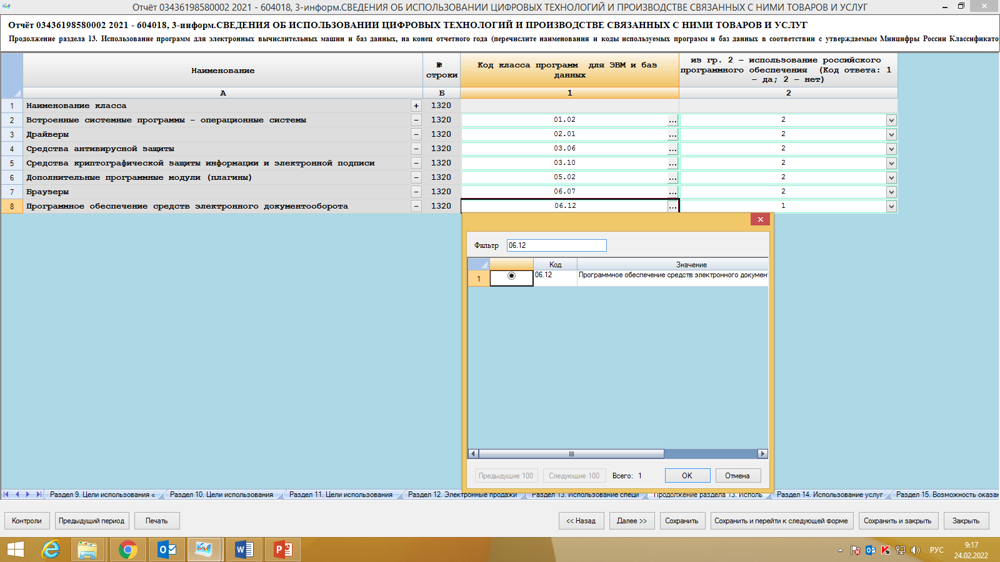 Отчёт 03436198580002 2021 - 604018, 3-информ.СВЕДЕНИЯ ОБ ИСПОЛЬЗОВАНИИ ЦИФРОВЫХ ТЕХНОЛОГИЙ И ПРОИЗВОДСТВЕ СВЯЗАННЫХ С НИМИ ТОВАРОВ И УСЛУГ
Отчёт 03436198580002 2021 - 604018, 3-информ.СВЕДЕНИЯ ОБ ИСПОЛЬЗОВАНИИ ЦИФРОВЫХ ТЕХНОЛОГИЙ И ПРОИЗВОДСТВЕ СВЯЗАННЫХ С НИМИ ТОВАРОВ И УСЛУГ
Продолжение раздела 13. Использование программ для электронных вычислительных машин и баз данных, на конец отчетного года (перечислите наименования и коды используемых программ и баз данных в соответствии с утверждаемым Минцифры России Классификато
Наименование
№ строки
Код класса программ для ЭВМ и баз данных
из гр. 2 – использование российского программного обеспечения (Код ответа: 1 – да; 2 – нет)
А Б 1 2
1 Наименование класса + 1320
2 Встроенные системные программы - операционные системы - 1320 01.02 ... 2
3 Драйверы - 1320 02.01 ... 2
4 Средства антивирусной защиты - 1320 03.06 ... 2
5 Средства криптографической защиты информации и электронной подписи - 1320 03.10 ... 2
6 Дополнительные программные модули (плагины) - 1320 05.02 ... 2
7 Браузеры - 1320 06.07 ... 2
8 Программное обеспечение средств электронного документооборота - 1320 06.12 ... 1
Фильтр 06.12
Код Значение
1 06.12 Программное обеспечение средств электронного докумен
Предыдущие 100 Следующие 100 Всего: 1 OK Отмена
Раздел 9. Цели использования « Раздел 10. Цели использования Раздел 11. Цели использования Раздел 12. Электронные продажи Раздел 13. Использование специ Продолжение раздела 13. Исполь Раздел 14. Использование услуг Раздел 15. Возможность оказан
Контроли Предыдущий период Печать << Назад Далее >> Сохранить Сохранить и перейти к следующей форме Сохранить и закрыть Закрыть
РУС 9:17
24.02.2022